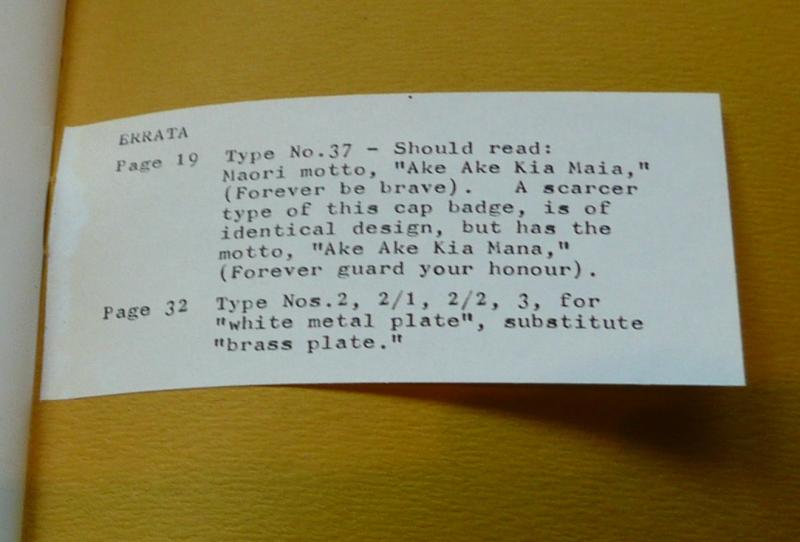 ERRATA
Page 19 Type No.37 - Should read:
Maori motto, "Ake Ake Kia Maia,"
(Forever be brave). A scarcer
type of this cap badge, is of
identical design, but has the
motto, "Ake Ake Kia Mana,"
(Forever guard your honour).
Page 32 Type Nos.2, 2/1, 2/2, 3, for
"white metal plate", substitute
"brass plate."